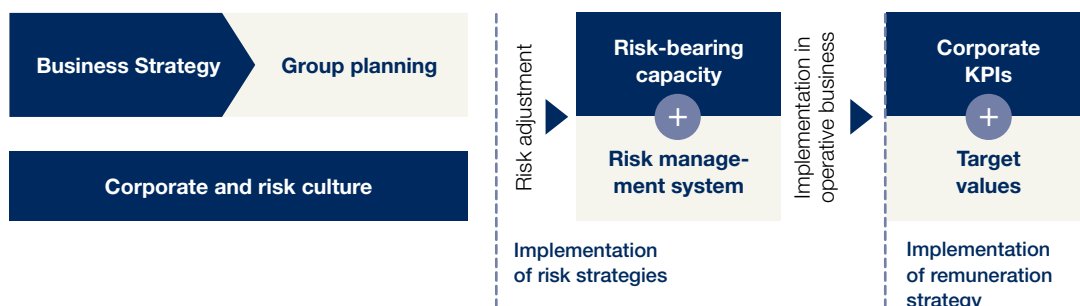 Business Strategy
Group planning
Corporate and risk culture
Risk adjustment
Risk-bearing
capacity
+
Risk manage-
ment system
Implementation
of risk strategies
Implementation in
operative business
Corporate
KPIs
+
Target
values
Implementation
of remuneration
strategy